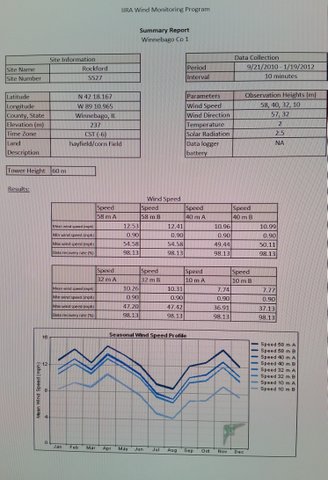 IIRA Wind Monitoring Program
Summary Report
Winnebago Co 1
Site Information
Site Name Rockford
Site Number 5527
Data Collection
Period 9/21/2010 - 1/19/2012
Interval 10 minutes
Latitude N 42 18.167
Longitude W 89 10.965
County, State Winnebago, IL
Elevation (m) 237
Time Zone CST (-6)
Land Description hayfield/corn Field
Parameters Observation Heights (m)
Wind Speed 58, 40, 32, 10
Wind Direction 57, 32
Temperature 2
Solar Radiation 2.5
Data logger battery NA
Tower Height 60 m
Results:
Wind Speed
Speed 58 m A Speed 58 m B Speed 40 m A Speed 40 m B
Mean wind speed (mph) 12.53 12.41 10.96 10.99
Min wind speed (mph) 0.90 0.90 0.90 0.90
Max wind speed (mph) 54.58 54.58 49.44 50.11
Data recovery rate (%) 98.13 98.13 98.13 98.13
Speed 32 m A Speed 32 m B Speed 10 m A Speed 10 m B
Mean wind speed (mph) 10.26 10.31 7.74 7.77
Min wind speed (mph) 0.90 0.90 0.90 0.90
Max wind speed (mph) 47.20 47.42 36.91 37.13
Data recovery rate (%) 98.13 98.13 98.13 98.13
Seasonal Wind Speed Profile
Mean Wind Speed (mph)
16
12
8
4
0
Jan Feb Mar Apr May Jun Jul Aug Sep Oct Nov Dec
Speed 58 m A
Speed 58 m B
Speed 40 m A
Speed 40 m B
Speed 32 m A
Speed 32 m B
Speed 10 m A
Speed 10 m B